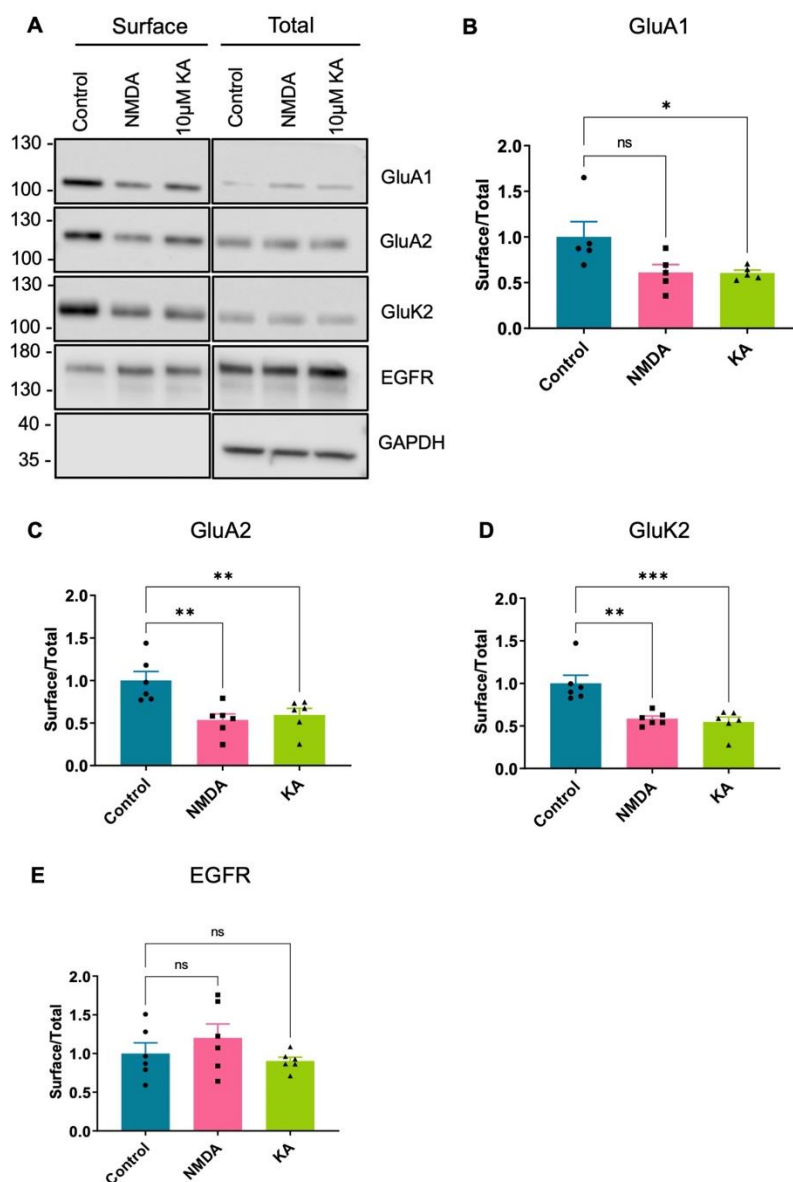 A
Surface Total
Control NMDA 10µM KA Control NMDA 10µM KA
130 -
100 -
GluA1
130 -
100 -
GluA2
130 -
100 -
GluK2
180 -
130 -
EGFR
40 -
35 -
GAPDH
B GluA1
*
ns
Surface/Total
2.0
1.5
1.0
0.5
0.0
Control NMDA KA
C GluA2
**
**
Surface/Total
2.0
1.5
1.0
0.5
0.0
Control NMDA KA
D GluK2
***
**
Surface/Total
2.0
1.5
1.0
0.5
0.0
Control NMDA KA
E EGFR
ns
ns
Surface/Total
2.0
1.5
1.0
0.5
0.0
Control NMDA KA